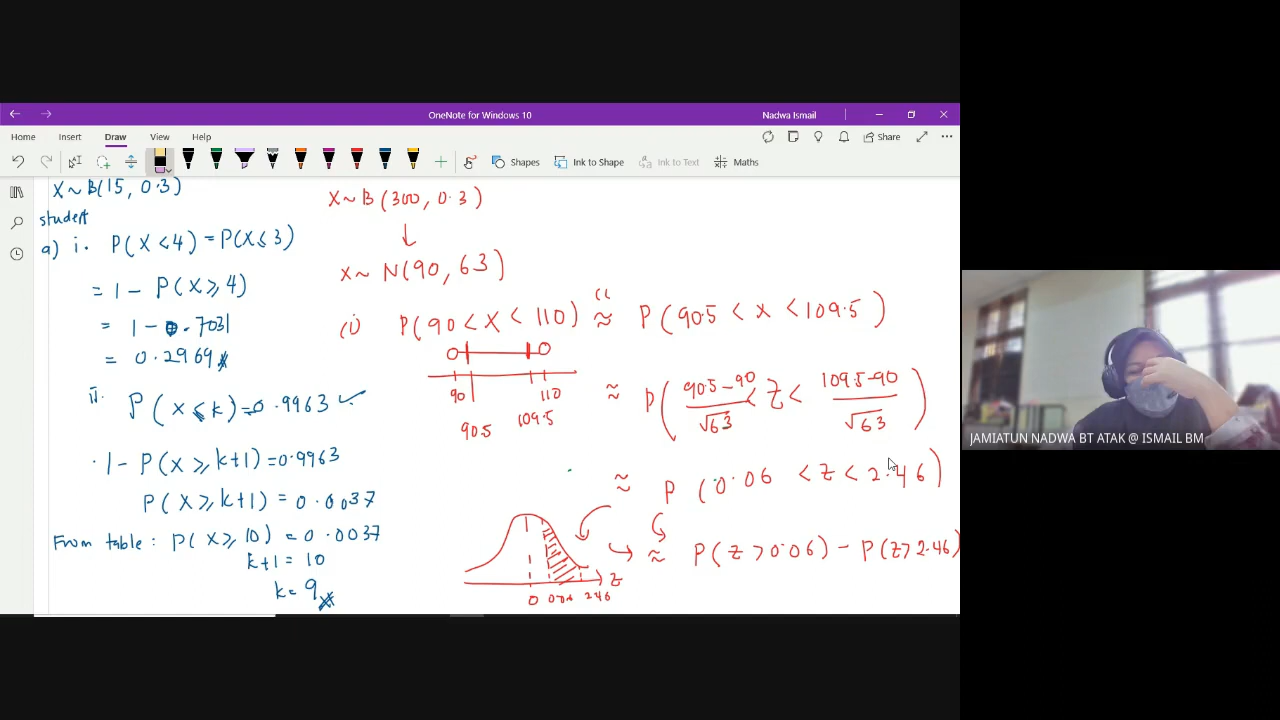 OneNote for Windows 10
Nadwa Ismail
Home Insert Draw View Help
Share
Shapes Ink to Shape Ink to Text Maths
X ~ B(15, 0.3)
student
a) i. P(X < 4) = P(X ≤ 3)
= 1 - P(X ≥ 4)
= 1 - 0.7031
= 0.2969
ii. P(X ≤ k) = 0.9963 ✓
1 - P(X ≥ k+1) = 0.9963
P(X ≥ k+1) = 0.0037
From table: P(X ≥ 10) = 0.0037
k+1 = 10
k = 9
X ~ B(300, 0.3)
↓
X ~ N(90, 63)
(i) P(90 < X < 110) ≈ P(90.5 < X < 109.5)
90 110
90.5 109.5
≈ P((90.5-90)/√63 < Z < (109.5-90)/√63)
≈ P(0.06 < Z < 2.46)
≈ P(Z > 0.06) - P(Z > 2.46)
Z
0 0.06 2.46
JAMIATUN NADWA BT ATAK @ ISMAIL BM